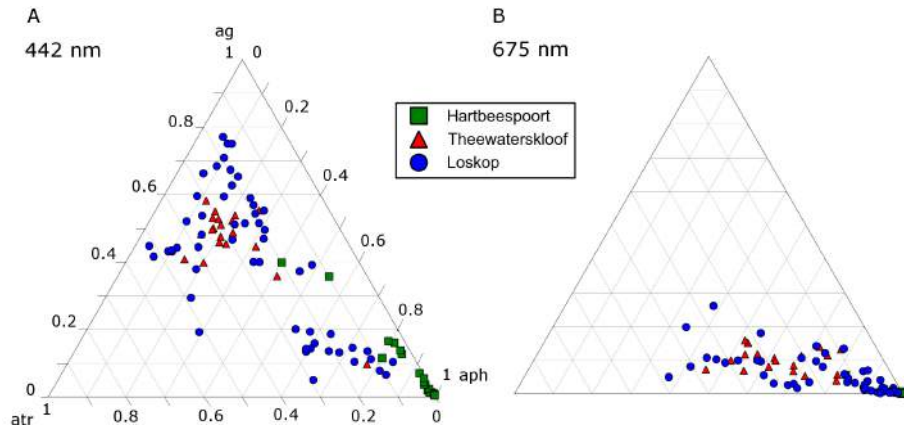 A
B
442 nm
675 nm
ag
1 0
0.2
0.8
0.4
0.6
0.6
0.4
0.8
0.2
1 aph
0
atr
1 0.8 0.6 0.4 0.2 0
Hartbeespoort
Theewaterskloof
Loskop